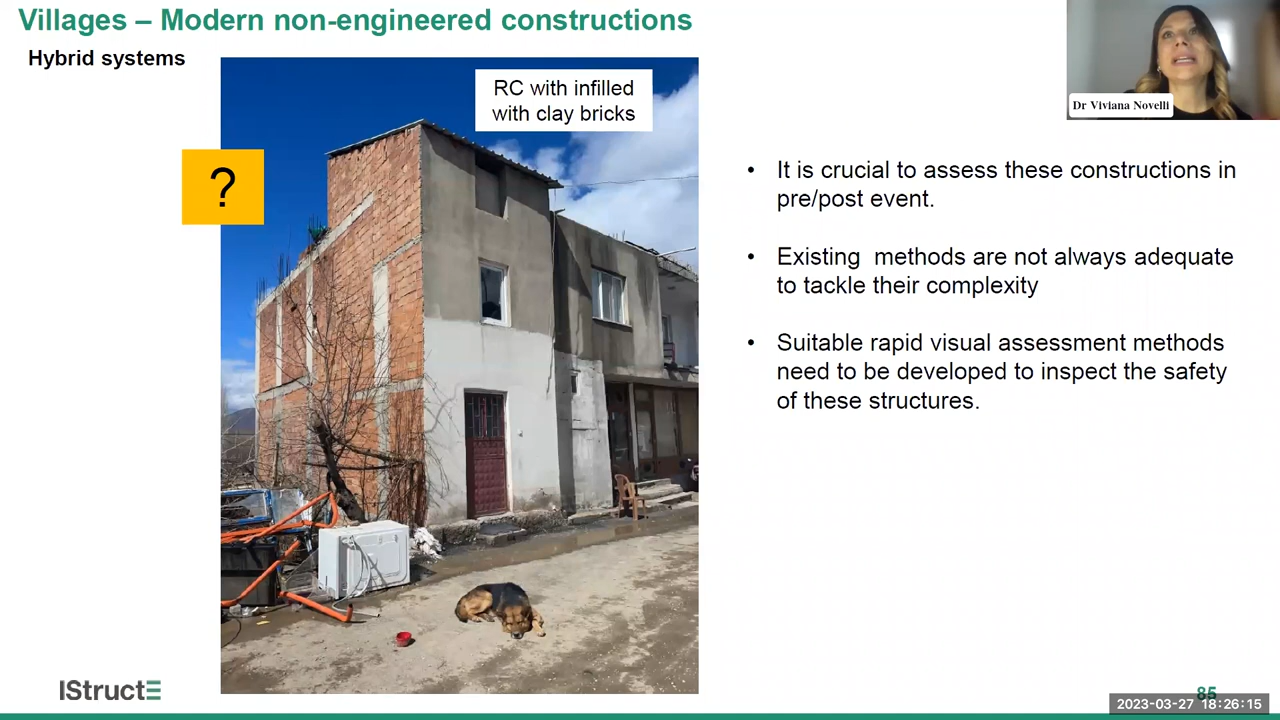 Villages – Modern non-engineered constructions
Hybrid systems
RC with infilled
with clay bricks
?
Dr Viviana Novelli
• It is crucial to assess these constructions in
pre/post event.
• Existing methods are not always adequate
to tackle their complexity
• Suitable rapid visual assessment methods
need to be developed to inspect the safety
of these structures.
IStructE
85
2023-03-27 18:26:15